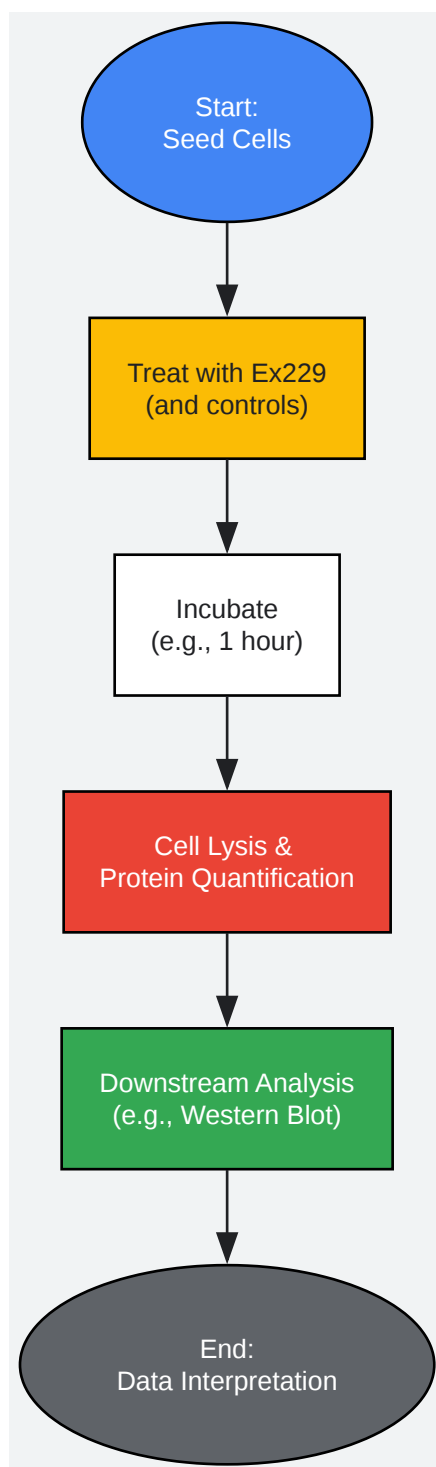 Start:
Seed Cells
Treat with Ex229
(and controls)
Incubate
(e.g., 1 hour)
Cell Lysis &
Protein Quantification
Downstream Analysis
(e.g., Western Blot)
End:
Data Interpretation